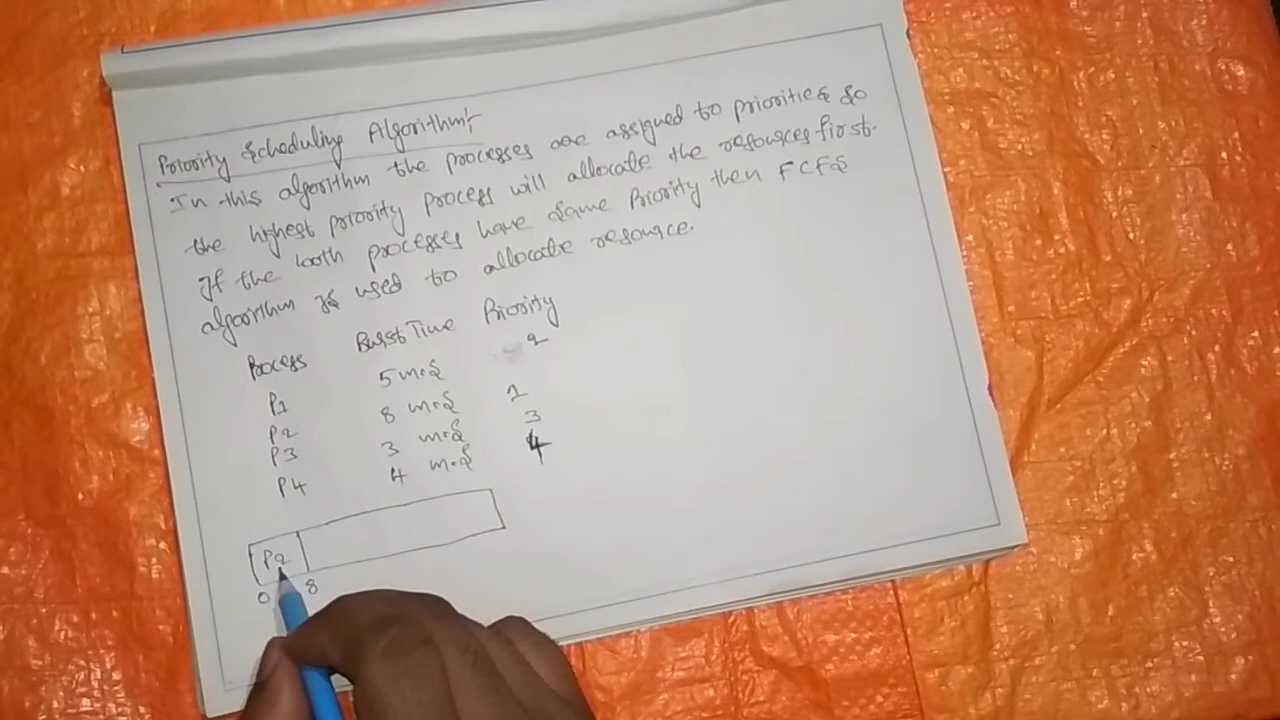 Priority Scheduling Algorithm:
In this algorithm the processes are assigned to priorities so
the highest priority process will allocate the resources first.
If the both processes have same Priority then FCFS
algorithm is used to allocate resource.
Process Burst Time Priority
P1 5 m.s 2
P2 8 m.s 1
P3 3 m.s 3
P4 4 m.s 4
P2
0 8